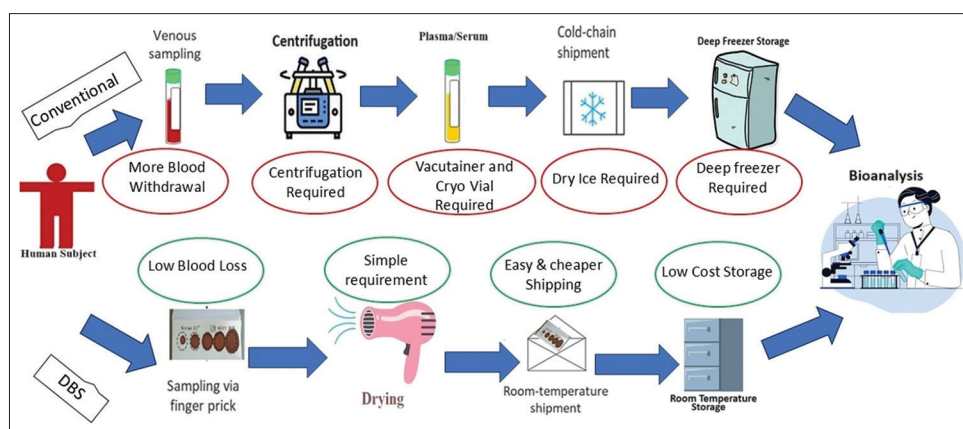 Conventional
Venous
sampling
Centrifugation
Plasma/Serum
Cold-chain
shipment
Deep Freezer Storage
More Blood
Withdrawal
Centrifugation
Required
Vacutainer and
Cryo Vial
Required
Dry Ice Required
Deep freezer
Required
Human Subject
Bioanalysis
Low Blood Loss
Simple
requirement
Easy & cheaper
Shipping
Low Cost Storage
DBS
Sampling via
finger prick
Drying
Room-temperature
shipment
Room Temperature
Storage